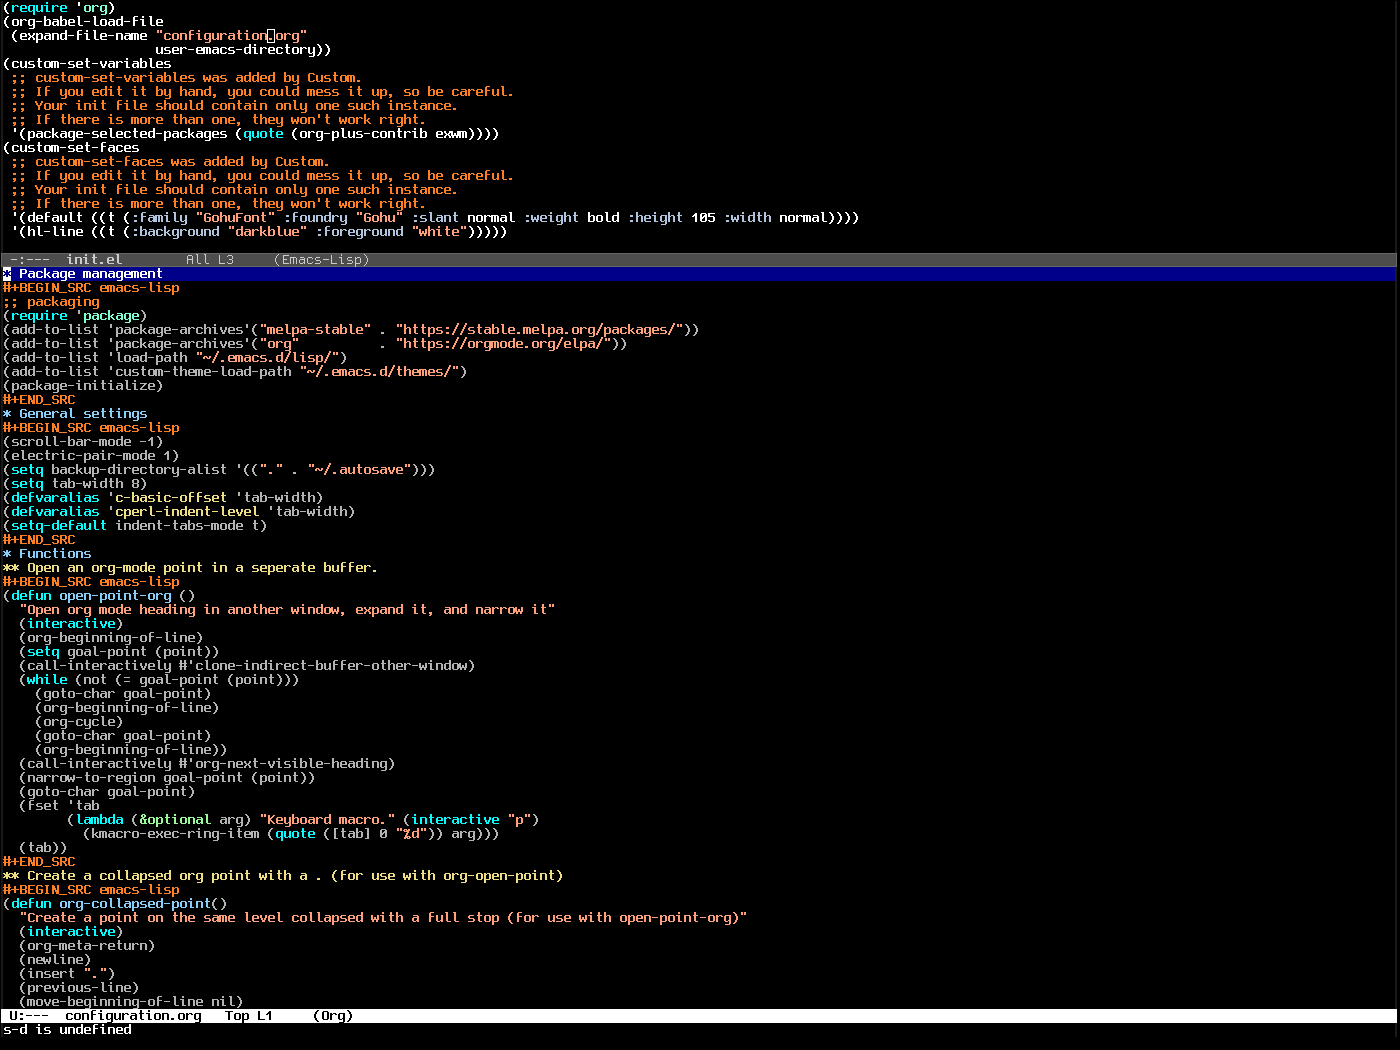 (require 'org)
(org-babel-load-file
 (expand-file-name "configuration.org"
                   user-emacs-directory))
(custom-set-variables
 ;; custom-set-variables was added by Custom.
 ;; If you edit it by hand, you could mess it up, so be careful.
 ;; Your init file should contain only one such instance.
 ;; If there is more than one, they won't work right.
 '(package-selected-packages (quote (org-plus-contrib exwm))))
(custom-set-faces
 ;; custom-set-faces was added by Custom.
 ;; If you edit it by hand, you could mess it up, so be careful.
 ;; Your init file should contain only one such instance.
 ;; If there is more than one, they won't work right.
 '(default ((t (:family "GohuFont" :foundry "Gohu" :slant normal :weight bold :height 105 :width normal))))
 '(hl-line ((t (:background "darkblue" :foreground "white")))))
 -:---  init.el        All L3     (Emacs-Lisp)
* Package management
#+BEGIN_SRC emacs-lisp
;; packaging
(require 'package)
(add-to-list 'package-archives'("melpa-stable" . "https://stable.melpa.org/packages/"))
(add-to-list 'package-archives'("org"          . "https://orgmode.org/elpa/"))
(add-to-list 'load-path "~/.emacs.d/lisp/")
(add-to-list 'custom-theme-load-path "~/.emacs.d/themes/")
(package-initialize)
#+END_SRC
* General settings
#+BEGIN_SRC emacs-lisp
(scroll-bar-mode -1)
(electric-pair-mode 1)
(setq backup-directory-alist '(("." . "~/.autosave")))
(setq tab-width 8)
(defvaralias 'c-basic-offset 'tab-width)
(defvaralias 'cperl-indent-level 'tab-width)
(setq-default indent-tabs-mode t)
#+END_SRC
* Functions
** Open an org-mode point in a seperate buffer.
#+BEGIN_SRC emacs-lisp
(defun open-point-org ()
  "Open org mode heading in another window, expand it, and narrow it"
  (interactive)
  (org-beginning-of-line)
  (setq goal-point (point))
  (call-interactively #'clone-indirect-buffer-other-window)
  (while (not (= goal-point (point)))
    (goto-char goal-point)
    (org-beginning-of-line)
    (org-cycle)
    (goto-char goal-point)
    (org-beginning-of-line))
  (call-interactively #'org-next-visible-heading)
  (narrow-to-region goal-point (point))
  (goto-char goal-point)
  (fset 'tab
        (lambda (&optional arg) "Keyboard macro." (interactive "p")
          (kmacro-exec-ring-item (quote ([tab] 0 "%d")) arg)))
  (tab))
#+END_SRC
** Create a collapsed org point with a . (for use with org-open-point)
#+BEGIN_SRC emacs-lisp
(defun org-collapsed-point()
  "Create a point on the same level collapsed with a full stop (for use with open-point-org)"
  (interactive)
  (org-meta-return)
  (newline)
  (insert ".")
  (previous-line)
  (move-beginning-of-line nil)
 U:---  configuration.org   Top L1     (Org)
s-d is undefined